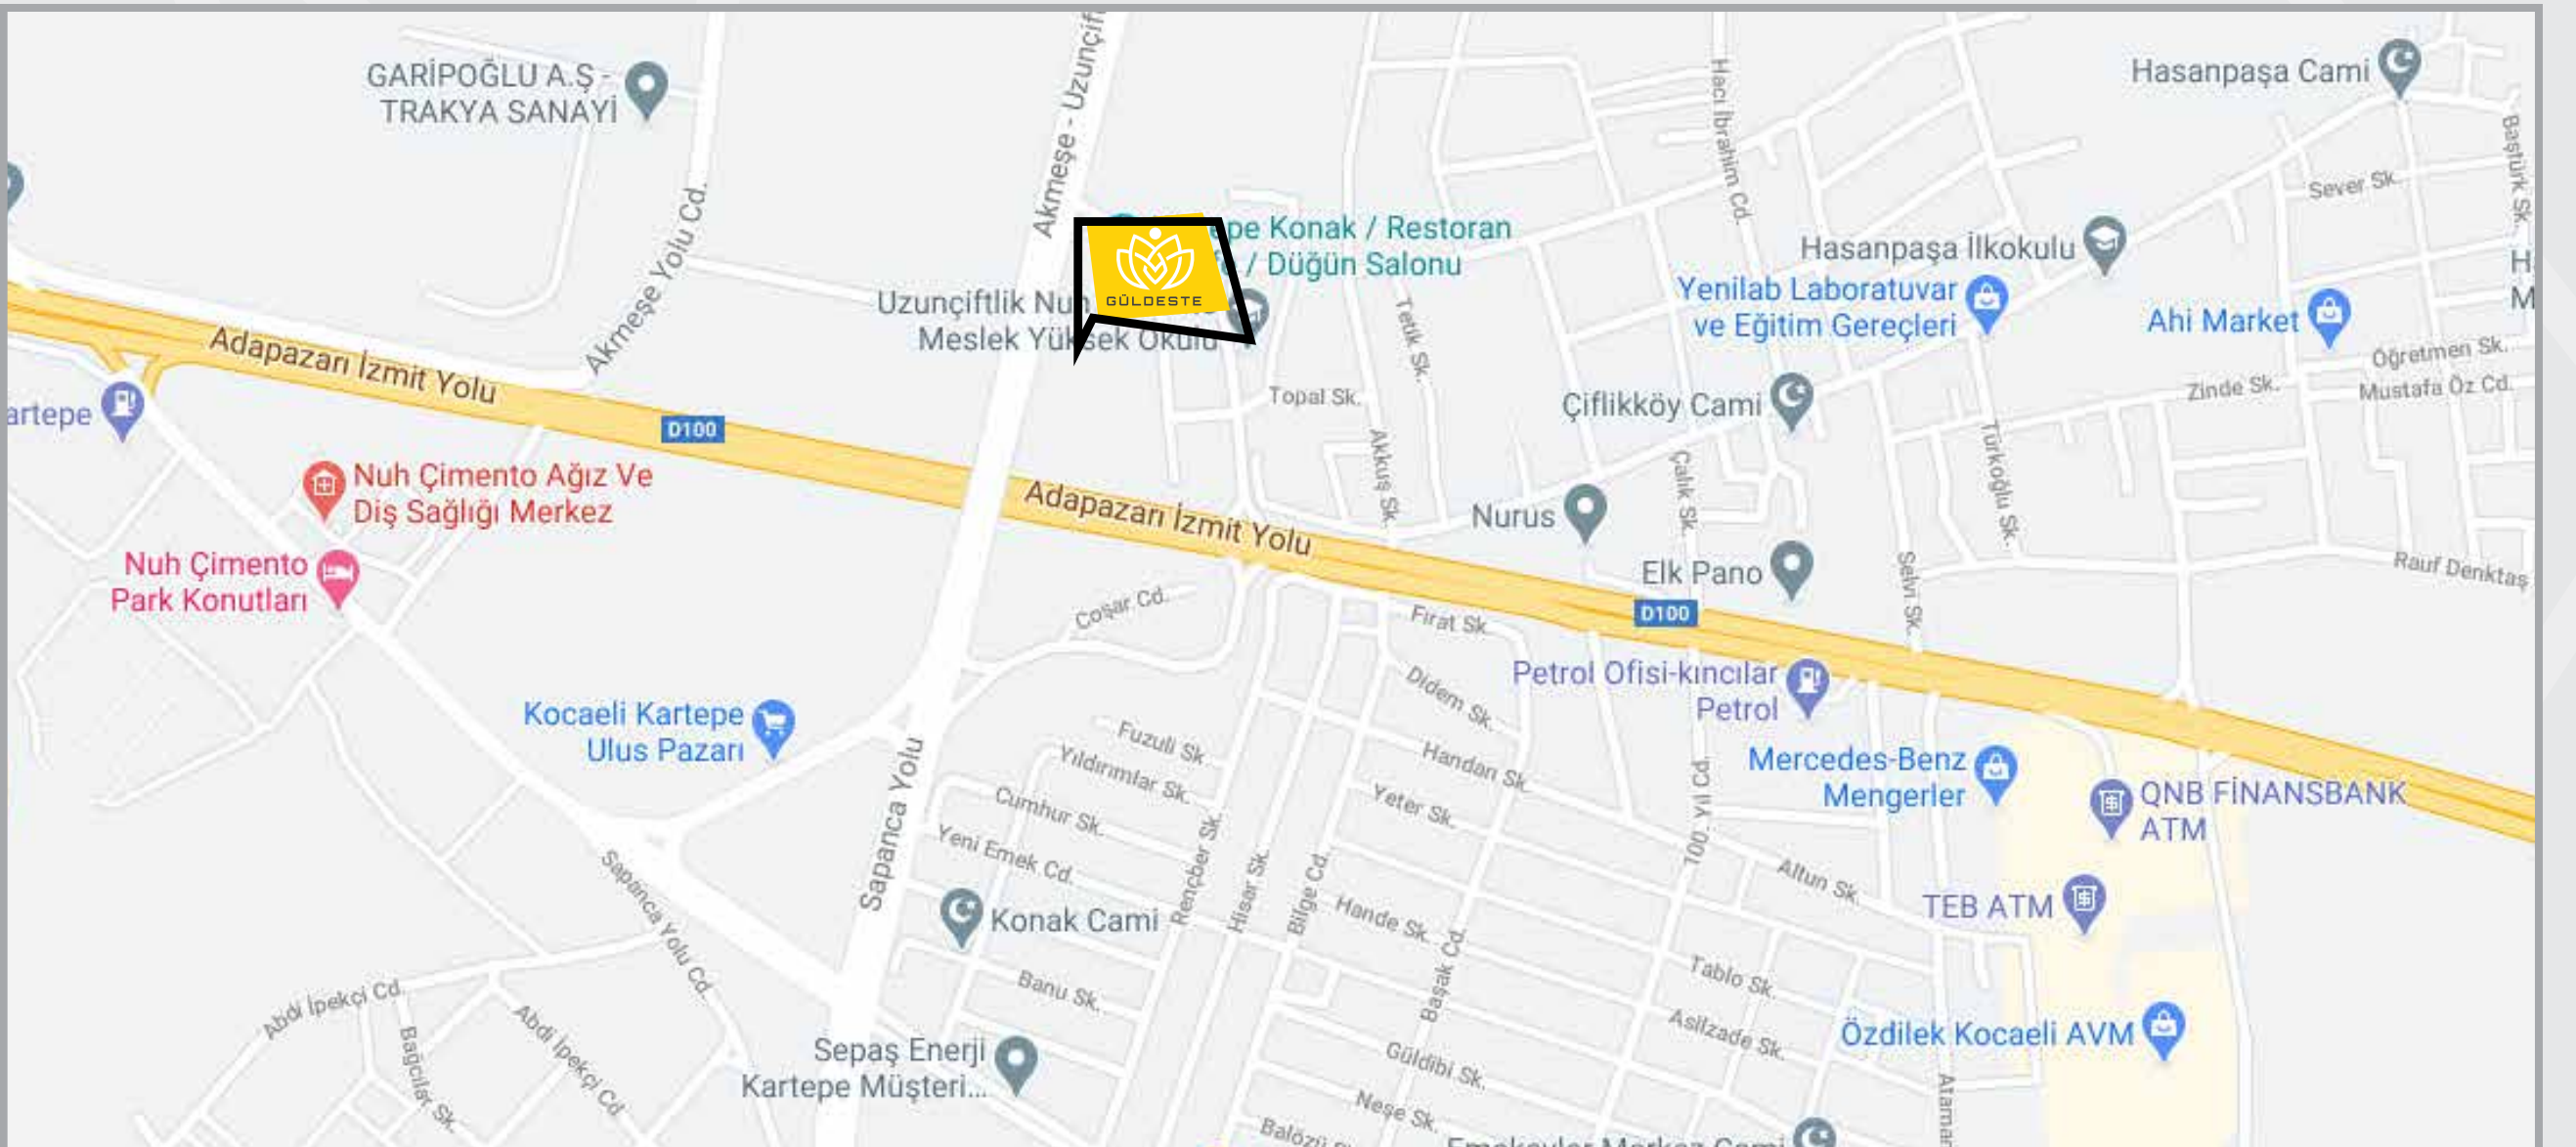 GARİPOĞLU A.Ş -
TRAKYA SANAYİ
Akmeşe Yolu Cd.
Akmeşe -
Hacı İbrahim Cd.
Hasanpaşa Cami
Baştürk Sk.
Sever Sk.
epe Konak / Restoran
/ Düğün Salonu
GÜLDESTE
Uzunçiftlik
Meslek Yüksek Okulu
Hasanpaşa İlkokulu
Yenilab Laboratuvar
ve Eğitim Gereçleri
Ahi Market
Öğretmen Sk.
Mustafa Öz Cd.
Zinde Sk.
Tetik Sk.
Topal Sk.
Akkuş Sk.
Çiflikköy Cami
Türkoğlu Sk.
Çalık Sk.
Adapazarı İzmit Yolu
D100
artepe
Nuh Çimento Ağız Ve
Diş Sağlığı Merkez
Nuh Çimento
Park Konutları
Adapazarı İzmit Yolu
Nurus
Elk Pano
Selvi Sk.
Rauf Denktaş
D100
Coşar Cd.
Fırat Sk.
Didem Sk.
Petrol Ofisi-kıncılar
Petrol
Kocaeli Kartepe
Ulus Pazarı
Sapanca Yolu
Fuzuli Sk.
Yıldırımlar Sk.
Cumhur Sk.
Yeni Emek Cd.
Handan Sk.
Yeter Sk.
100. Yıl Cd.
Mercedes-Benz
Mengerler
QNB FİNANSBANK
ATM
Altun Sk.
TEB ATM
Rençber Sk.
Hisar Sk.
Bilge Cd.
Hande Sk.
Başak Cd.
Konak Cami
Banu Sk.
Sapanca Yolu Cd.
Abdi İpekçi Cd.
Bağcılar Sk.
Abdi İpekçi Cd.
Tablo Sk.
Asilzade Sk.
Özdilek Kocaeli AVM
Sepaş Enerji
Kartepe Müşteri...
Güldibi Sk.
Neşe Sk.
Emekevler Merkez Cami